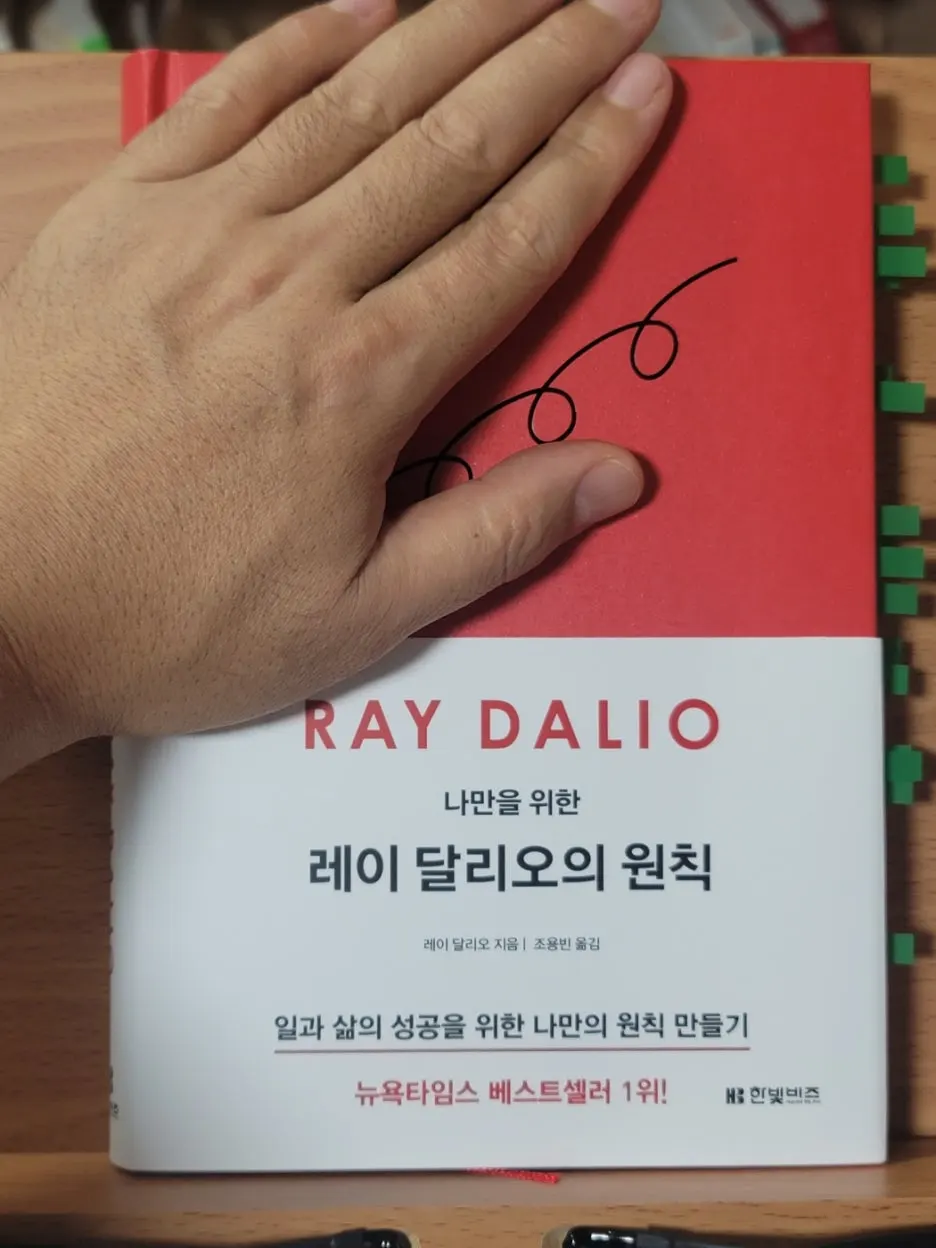 RAY DALIO
나만을 위한
레이 달리오의 원칙
레이 달리오 지음 | 조용빈 옮김
일과 삶의 성공을 위한 나만의 원칙 만들기
뉴욕타임스 베스트셀러 1위!
한빛비즈